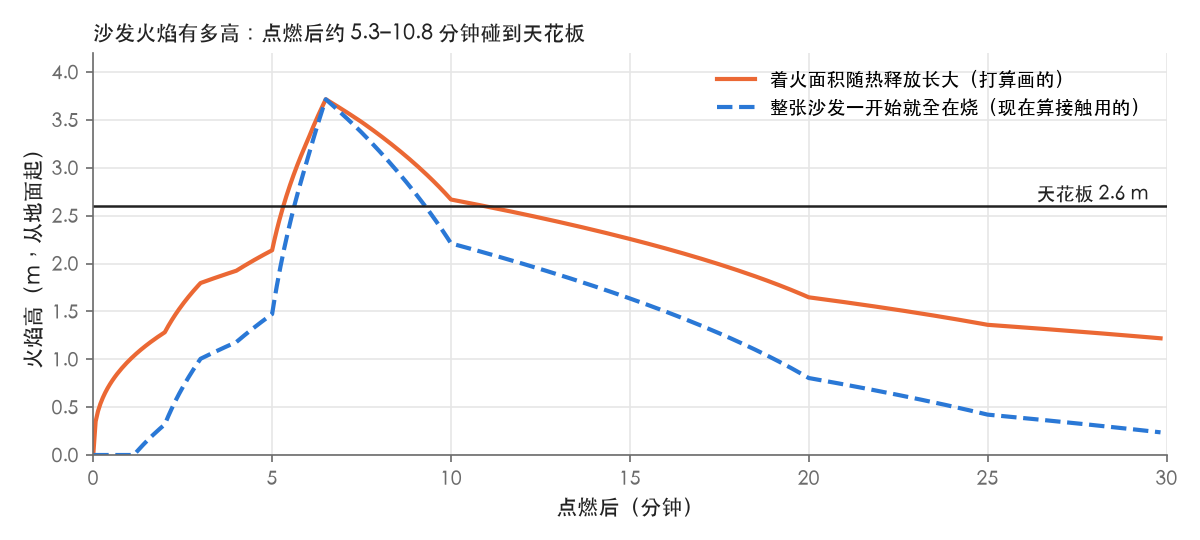 沙发火焰有多高：点燃后约 5.3–10.8 分钟碰到天花板
着火面积随热释放长大（打算画的）
整张沙发一开始就全在烧（现在算接触用的）
天花板 2.6 m
火焰高（m，从地面起）
4.0
3.5
3.0
2.5
2.0
1.5
1.0
0.5
0.0
0 5 10 15 20 25 30
点燃后（分钟）